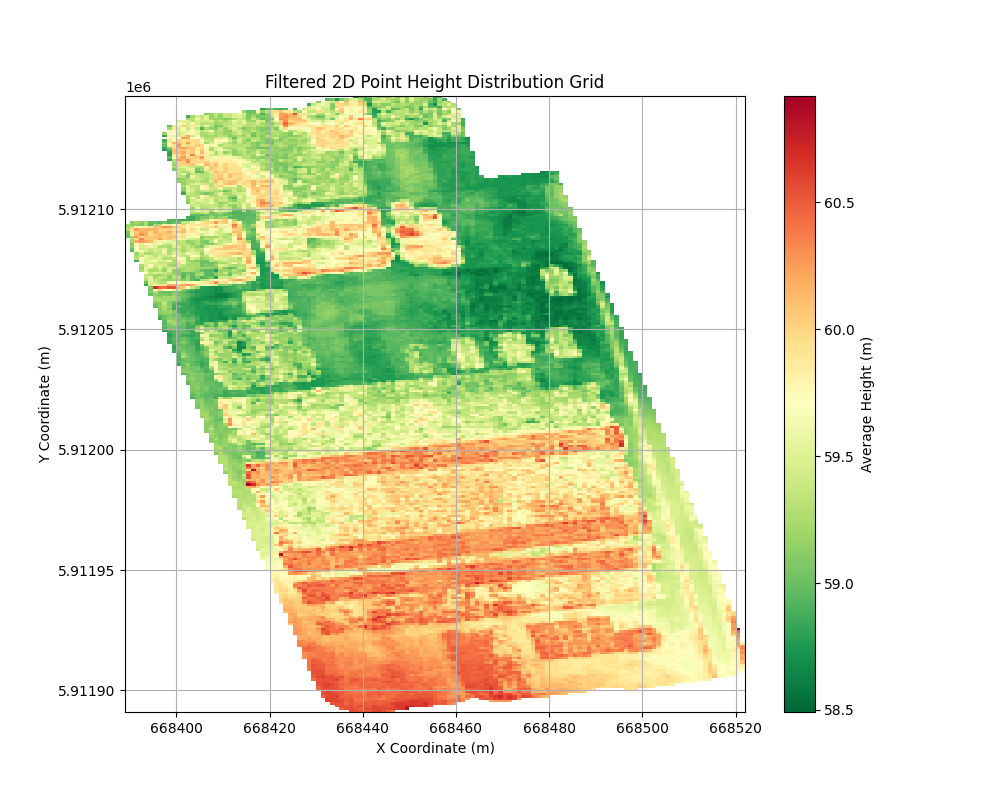 Filtered 2D Point Height Distribution Grid
1e6
5.91210
5.91205
5.91200
5.91195
5.91190
Y Coordinate (m)
668400 668420 668440 668460 668480 668500 668520
X Coordinate (m)
60.5
60.0
59.5
59.0
58.5
Average Height (m)